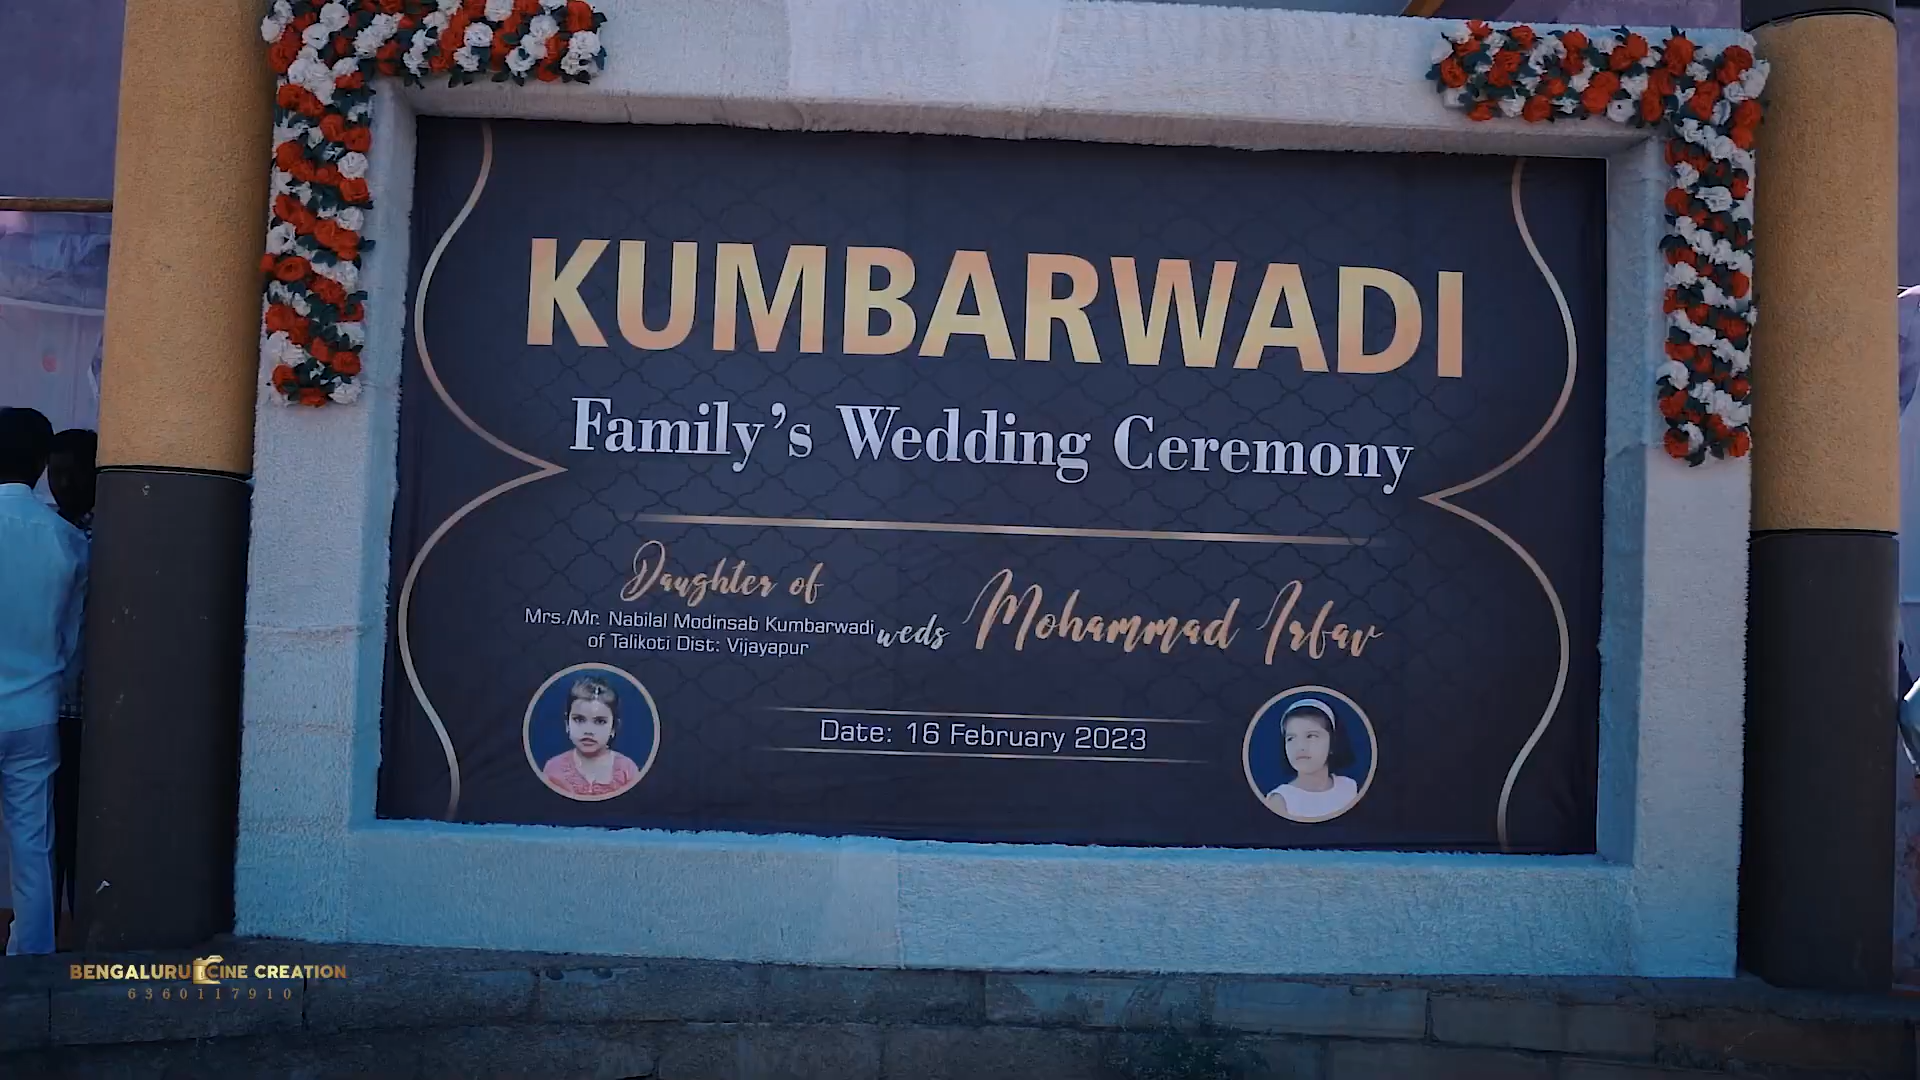 KUMBARWADI
Family's Wedding Ceremony
Daughter of
Mrs./Mr. Nabilal Modinsab Kumbarwadi
of Talikoti Dist: Vijayapur
weds
Mohammad Irfan
Date: 16 February 2023
BENGALURU CINE CREATION
6360117910